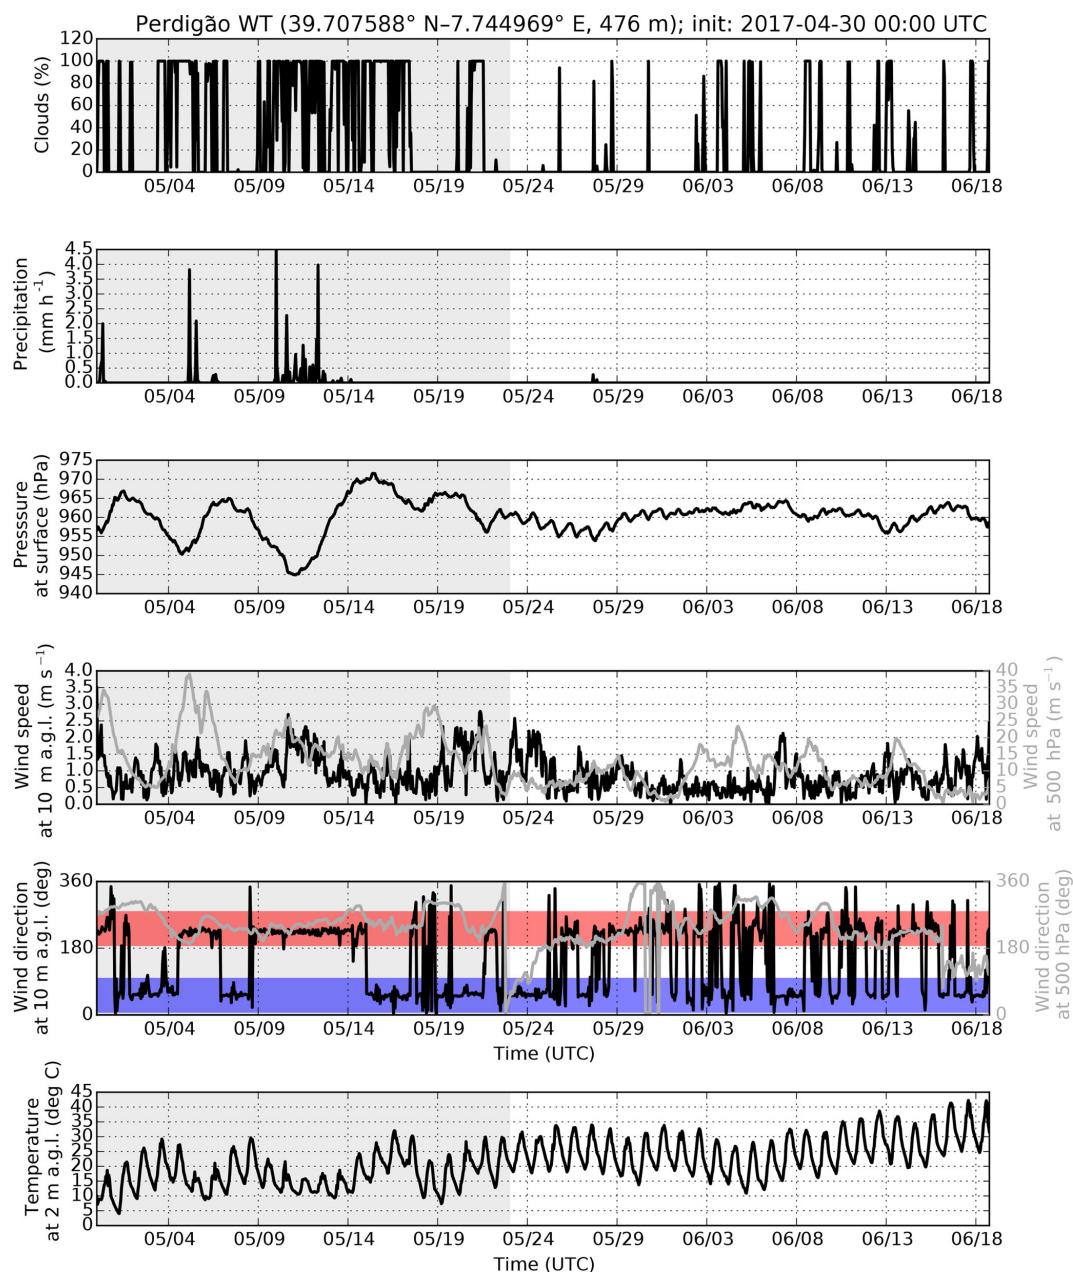 Perdigão WT (39.707588° N–7.744969° E, 476 m); init: 2017-04-30 00:00 UTC
Clouds (%)
120
100
80
60
40
20
0
05/04 05/09 05/14 05/19 05/24 05/29 06/03 06/08 06/13 06/18
Precipitation
(mm h⁻¹)
4.5
4.0
3.5
3.0
2.5
2.0
1.5
1.0
0.5
0.0
05/04 05/09 05/14 05/19 05/24 05/29 06/03 06/08 06/13 06/18
Pressure
at surface (hPa)
975
970
965
960
955
950
945
940
05/04 05/09 05/14 05/19 05/24 05/29 06/03 06/08 06/13 06/18
Wind speed
at 10 m a.g.l. (m s⁻¹)
4.0
3.5
3.0
2.5
2.0
1.5
1.0
0.5
0.0
40
35
30
25
20
15
10
5
0
Wind speed
at 500 hPa (m s⁻¹)
05/04 05/09 05/14 05/19 05/24 05/29 06/03 06/08 06/13 06/18
Wind direction
at 10 m a.g.l. (deg)
360
180
0
360
180
0
Wind direction
at 500 hPa (deg)
05/04 05/09 05/14 05/19 05/24 05/29 06/03 06/08 06/13 06/18
Time (UTC)
Temperature
at 2 m a.g.l. (deg C)
45
40
35
30
25
20
15
10
5
0
05/04 05/09 05/14 05/19 05/24 05/29 06/03 06/08 06/13 06/18
Time (UTC)